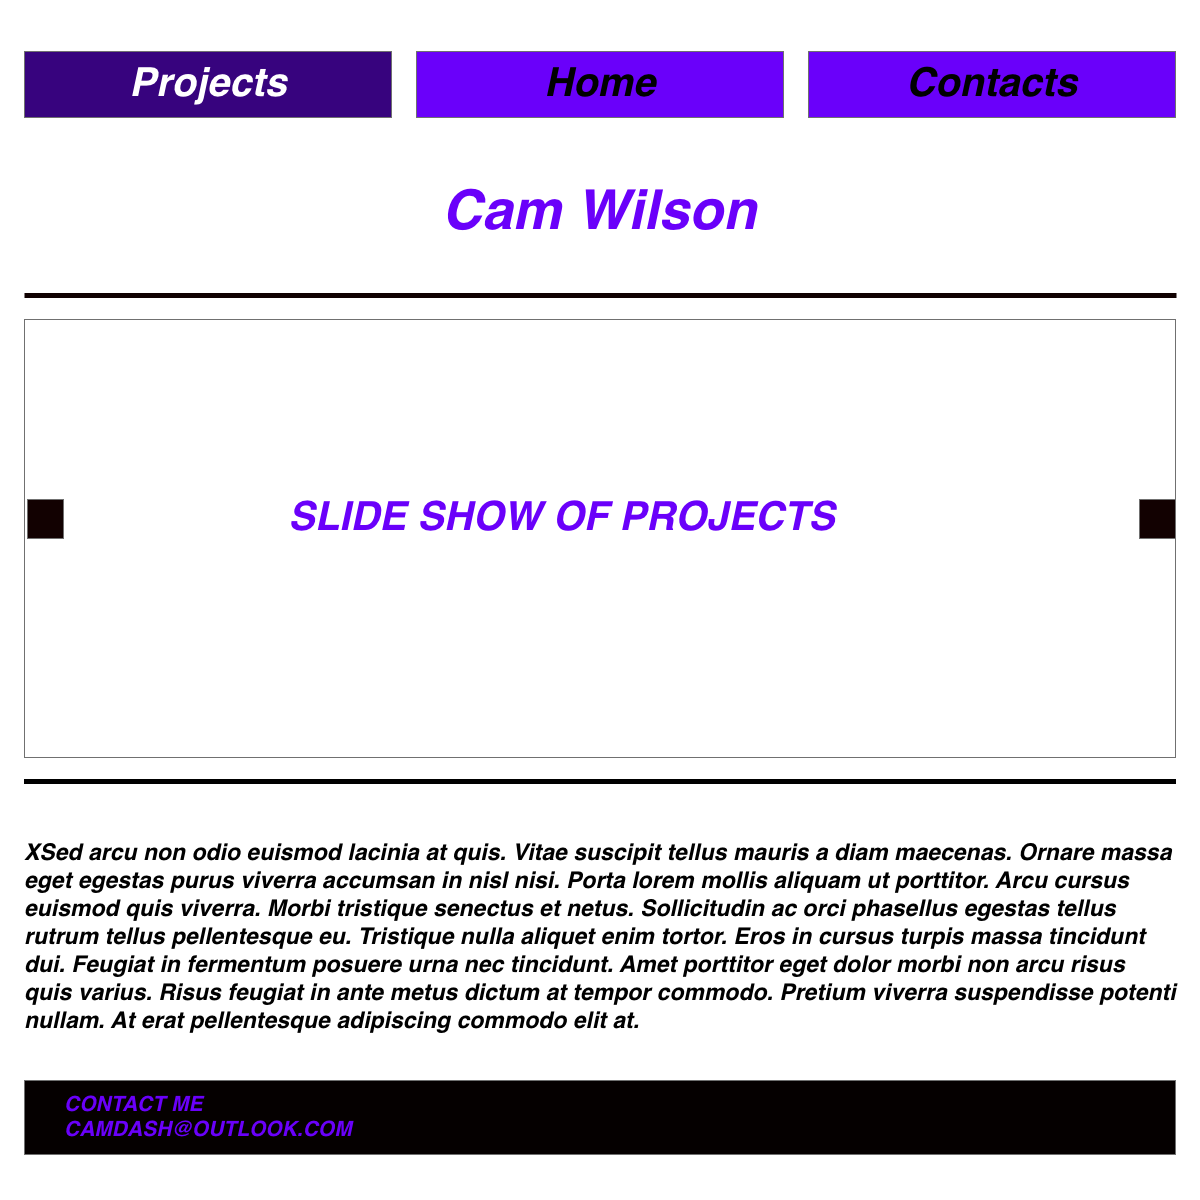 Projects
Home
Contacts
Cam Wilson
SLIDE SHOW OF PROJECTS
XSed arcu non odio euismod lacinia at quis. Vitae suscipit tellus mauris a diam maecenas. Ornare massa
eget egestas purus viverra accumsan in nisl nisi. Porta lorem mollis aliquam ut porttitor. Arcu cursus
euismod quis viverra. Morbi tristique senectus et netus. Sollicitudin ac orci phasellus egestas tellus
rutrum tellus pellentesque eu. Tristique nulla aliquet enim tortor. Eros in cursus turpis massa tincidunt
dui. Feugiat in fermentum posuere urna nec tincidunt. Amet porttitor eget dolor morbi non arcu risus
quis varius. Risus feugiat in ante metus dictum at tempor commodo. Pretium viverra suspendisse potenti
nullam. At erat pellentesque adipiscing commodo elit at.
CONTACT ME
CAMDASH@OUTLOOK.COM